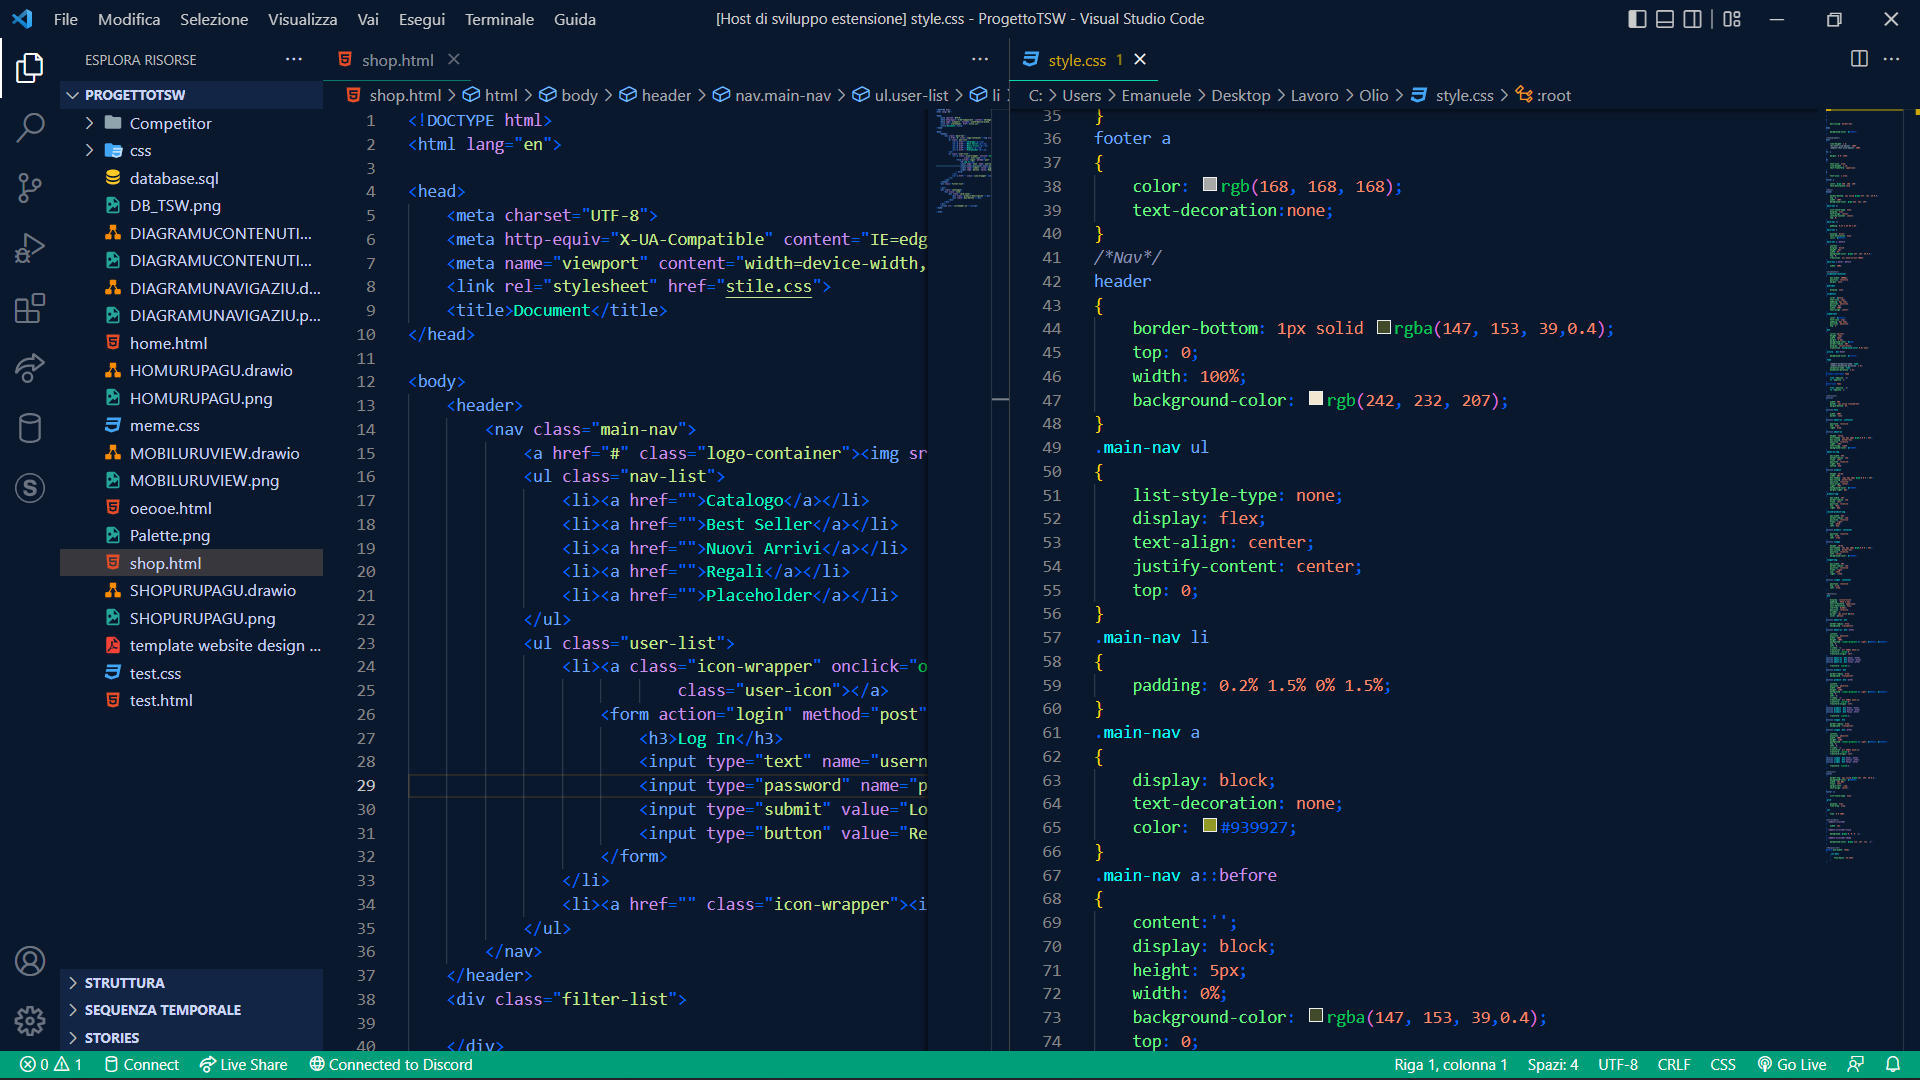 File Modifica Selezione Visualizza Vai Esegui Terminale Guida
[Host di sviluppo estensione] style.css - ProgettoTSW - Visual Studio Code
ESPLORA RISORSE
PROGETTOTSW
Competitor
css
database.sql
DB_TSW.png
DIAGRAMUCONTENUTI...
DIAGRAMUCONTENUTI...
DIAGRAMUNAVIGAZIU.d...
DIAGRAMUNAVIGAZIU.p...
home.html
HOMURUPAGU.drawio
HOMURUPAGU.png
meme.css
MOBILURUVIEW.drawio
MOBILURUVIEW.png
oeooe.html
Palette.png
shop.html
SHOPURUPAGU.drawio
SHOPURUPAGU.png
template website design ...
test.css
test.html
STRUTTURA
SEQUENZA TEMPORALE
STORIES
shop.html
shop.html > html > body > header > nav.main-nav > ul.user-list > li
1 <!DOCTYPE html>
2 <html lang="en">
3
4 <head>
5 <meta charset="UTF-8">
6 <meta http-equiv="X-UA-Compatible" content="IE=edg
7 <meta name="viewport" content="width=device-width,
8 <link rel="stylesheet" href="stile.css">
9 <title>Document</title>
10 </head>
11
12 <body>
13 <header>
14 <nav class="main-nav">
15 <a href="#" class="logo-container"><img sr
16 <ul class="nav-list">
17 <li><a href="">Catalogo</a></li>
18 <li><a href="">Best Seller</a></li>
19 <li><a href="">Nuovi Arrivi</a></li>
20 <li><a href="">Regali</a></li>
21 <li><a href="">Placeholder</a></li>
22 </ul>
23 <ul class="user-list">
24 <li><a class="icon-wrapper" onclick="o
25 class="user-icon"></a>
26 <form action="login" method="post"
27 <h3>Log In</h3>
28 <input type="text" name="usern
29 <input type="password" name="p
30 <input type="submit" value="Lo
31 <input type="button" value="Re
32 </form>
33 </li>
34 <li><a href="" class="icon-wrapper"><i
35 </ul>
36 </nav>
37 </header>
38 <div class="filter-list">
39
40 </div>
style.css 1
C: > Users > Emanuele > Desktop > Lavoro > Olio > style.css > :root
35 }
36 footer a
37 {
38 color: rgb(168, 168, 168);
39 text-decoration:none;
40 }
41 /*Nav*/
42 header
43 {
44 border-bottom: 1px solid rgba(147, 153, 39,0.4);
45 top: 0;
46 width: 100%;
47 background-color: rgb(242, 232, 207);
48 }
49 .main-nav ul
50 {
51 list-style-type: none;
52 display: flex;
53 text-align: center;
54 justify-content: center;
55 top: 0;
56 }
57 .main-nav li
58 {
59 padding: 0.2% 1.5% 0% 1.5%;
60 }
61 .main-nav a
62 {
63 display: block;
64 text-decoration: none;
65 color: #939927;
66 }
67 .main-nav a::before
68 {
69 content:'';
70 display: block;
71 height: 5px;
72 width: 0%;
73 background-color: rgba(147, 153, 39,0.4);
74 top: 0;
0 1 Connect Live Share Connected to Discord
Riga 1, colonna 1 Spazi: 4 UTF-8 CRLF CSS Go Live